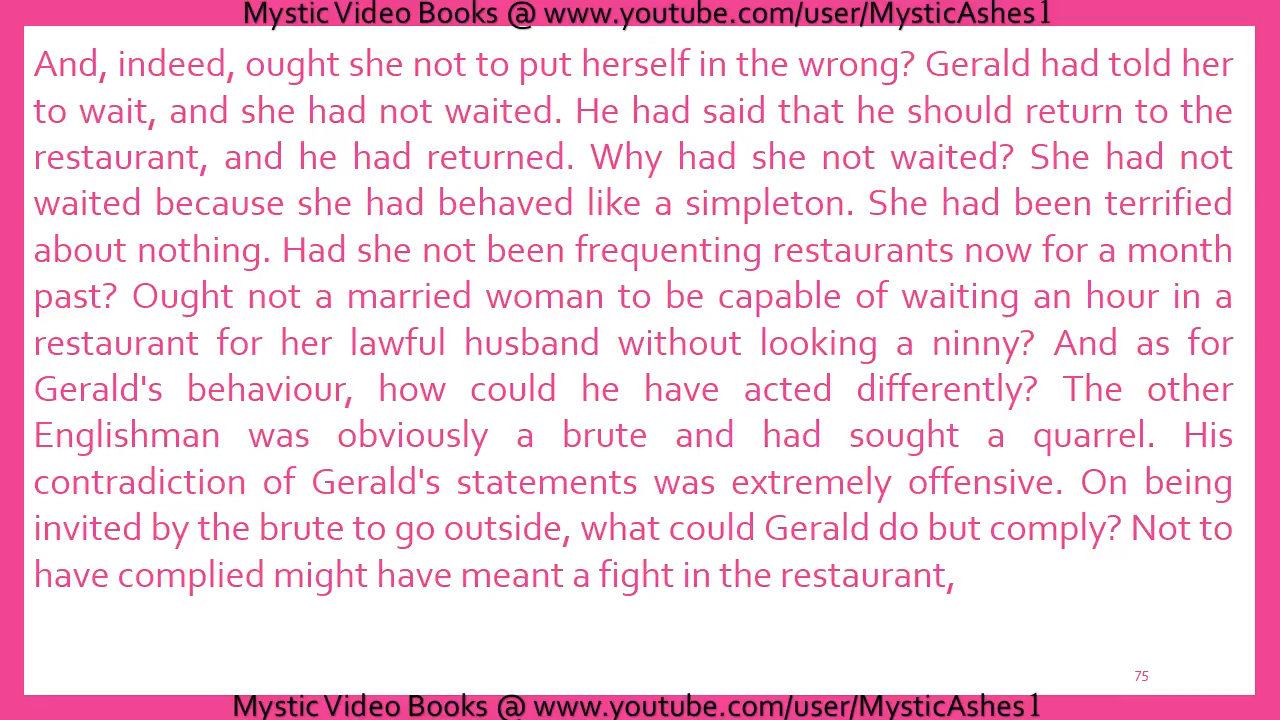 Mystic Video Books @ www.youtube.com/user/MysticAshes1
And, indeed, ought she not to put herself in the wrong? Gerald had told her
to wait, and she had not waited. He had said that he should return to the
restaurant, and he had returned. Why had she not waited? She had not
waited because she had behaved like a simpleton. She had been terrified
about nothing. Had she not been frequenting restaurants now for a month
past? Ought not a married woman to be capable of waiting an hour in a
restaurant for her lawful husband without looking a ninny? And as for
Gerald's behaviour, how could he have acted differently? The other
Englishman was obviously a brute and had sought a quarrel. His
contradiction of Gerald's statements was extremely offensive. On being
invited by the brute to go outside, what could Gerald do but comply? Not to
have complied might have meant a fight in the restaurant,
75
Mystic Video Books @ www.youtube.com/user/MysticAshes1